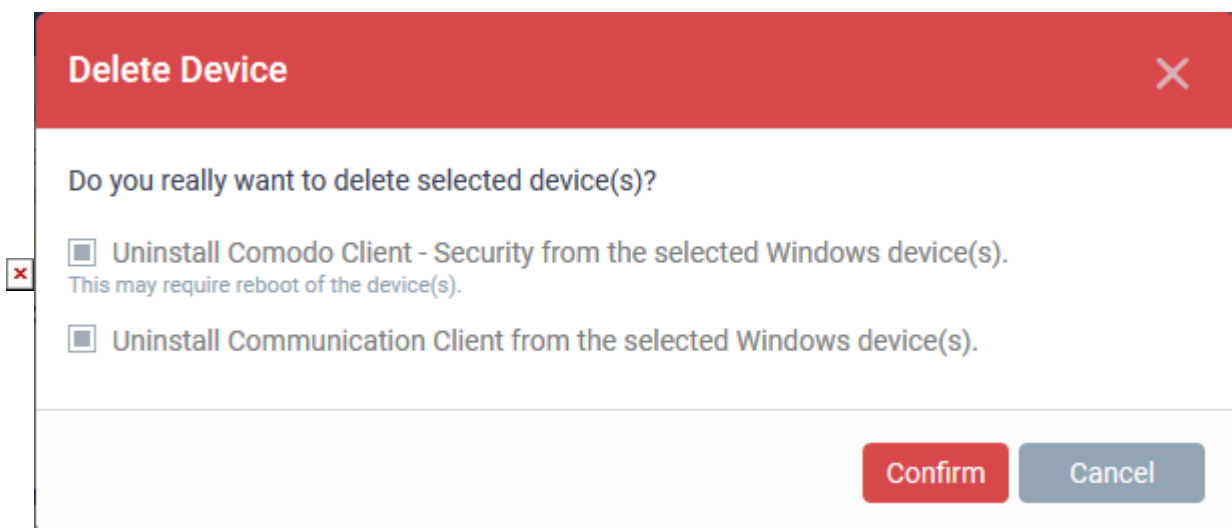 Delete Device
Do you really want to delete selected device(s)?
Uninstall Comodo Client - Security from the selected Windows device(s).
This may require reboot of the device(s).
Uninstall Communication Client from the selected Windows device(s).
Confirm
Cancel